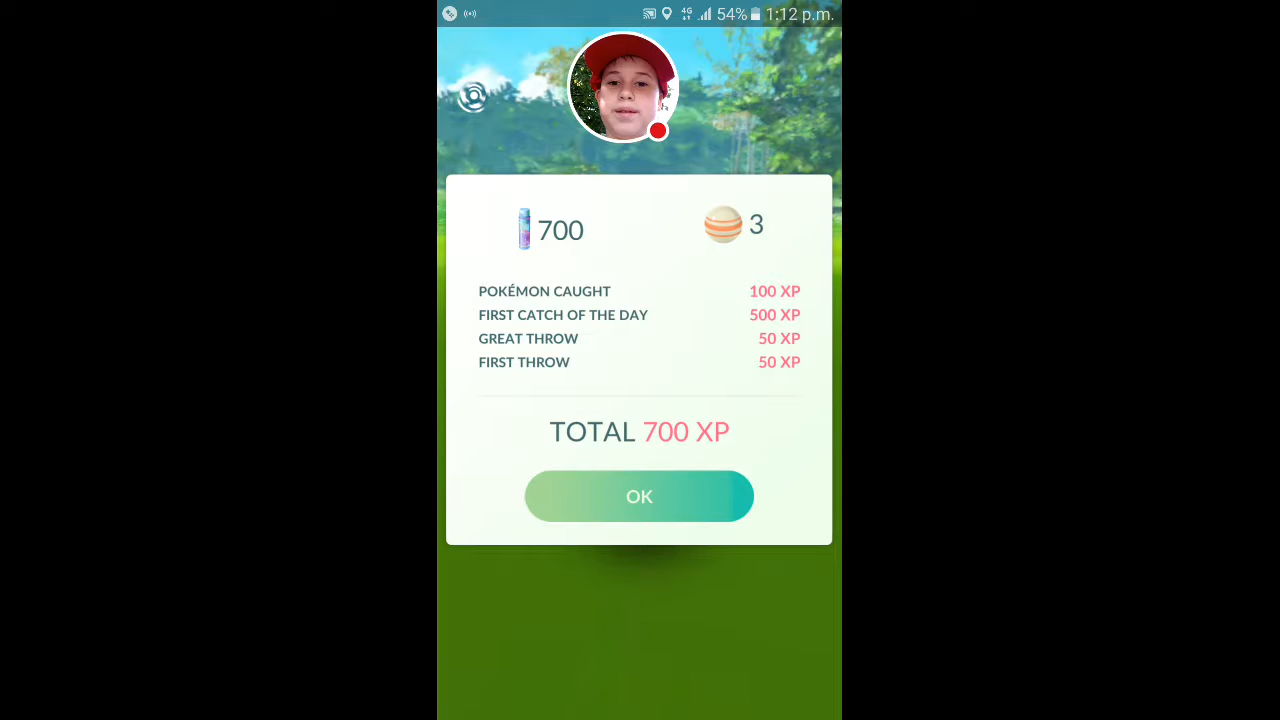 4G 54% 1:12 p.m.
700 3
POKÉMON CAUGHT 100 XP
FIRST CATCH OF THE DAY 500 XP
GREAT THROW 50 XP
FIRST THROW 50 XP
TOTAL 700 XP
OK